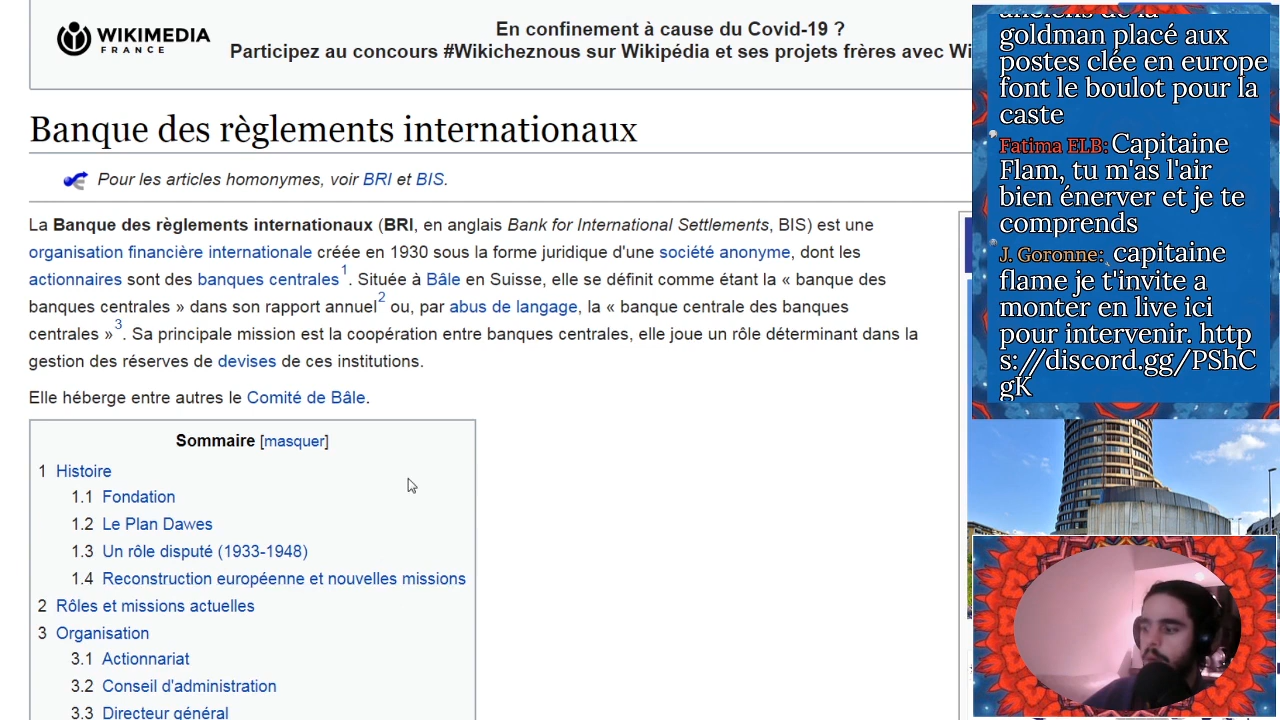 WIKIMEDIA
FRANCE
En confinement à cause du Covid-19 ?
Participez au concours #Wikicheznous sur Wikipédia et ses projets frères avec Wi
Banque des règlements internationaux
Pour les articles homonymes, voir BRI et BIS.
La Banque des règlements internationaux (BRI, en anglais Bank for International Settlements, BIS) est une
organisation financière internationale créée en 1930 sous la forme juridique d'une société anonyme, dont les
actionnaires sont des banques centrales1. Située à Bâle en Suisse, elle se définit comme étant la « banque des
banques centrales » dans son rapport annuel2 ou, par abus de langage, la « banque centrale des banques
centrales »3. Sa principale mission est la coopération entre banques centrales, elle joue un rôle déterminant dans la
gestion des réserves de devises de ces institutions.
Elle héberge entre autres le Comité de Bâle.
Sommaire [masquer]
1 Histoire
1.1 Fondation
1.2 Le Plan Dawes
1.3 Un rôle disputé (1933-1948)
1.4 Reconstruction européenne et nouvelles missions
2 Rôles et missions actuelles
3 Organisation
3.1 Actionnariat
3.2 Conseil d'administration
3.3 Directeur général
anciens de la
goldman placé aux
postes clée en europe
font le boulot pour la
caste
Fatima ELB: Capitaine
Flam, tu m'as l'air
bien énerver et je te
comprends
J. Goronne: capitaine
flame je t'invite a
monter en live ici
pour intervenir. http
s://discord.gg/PShC
gK